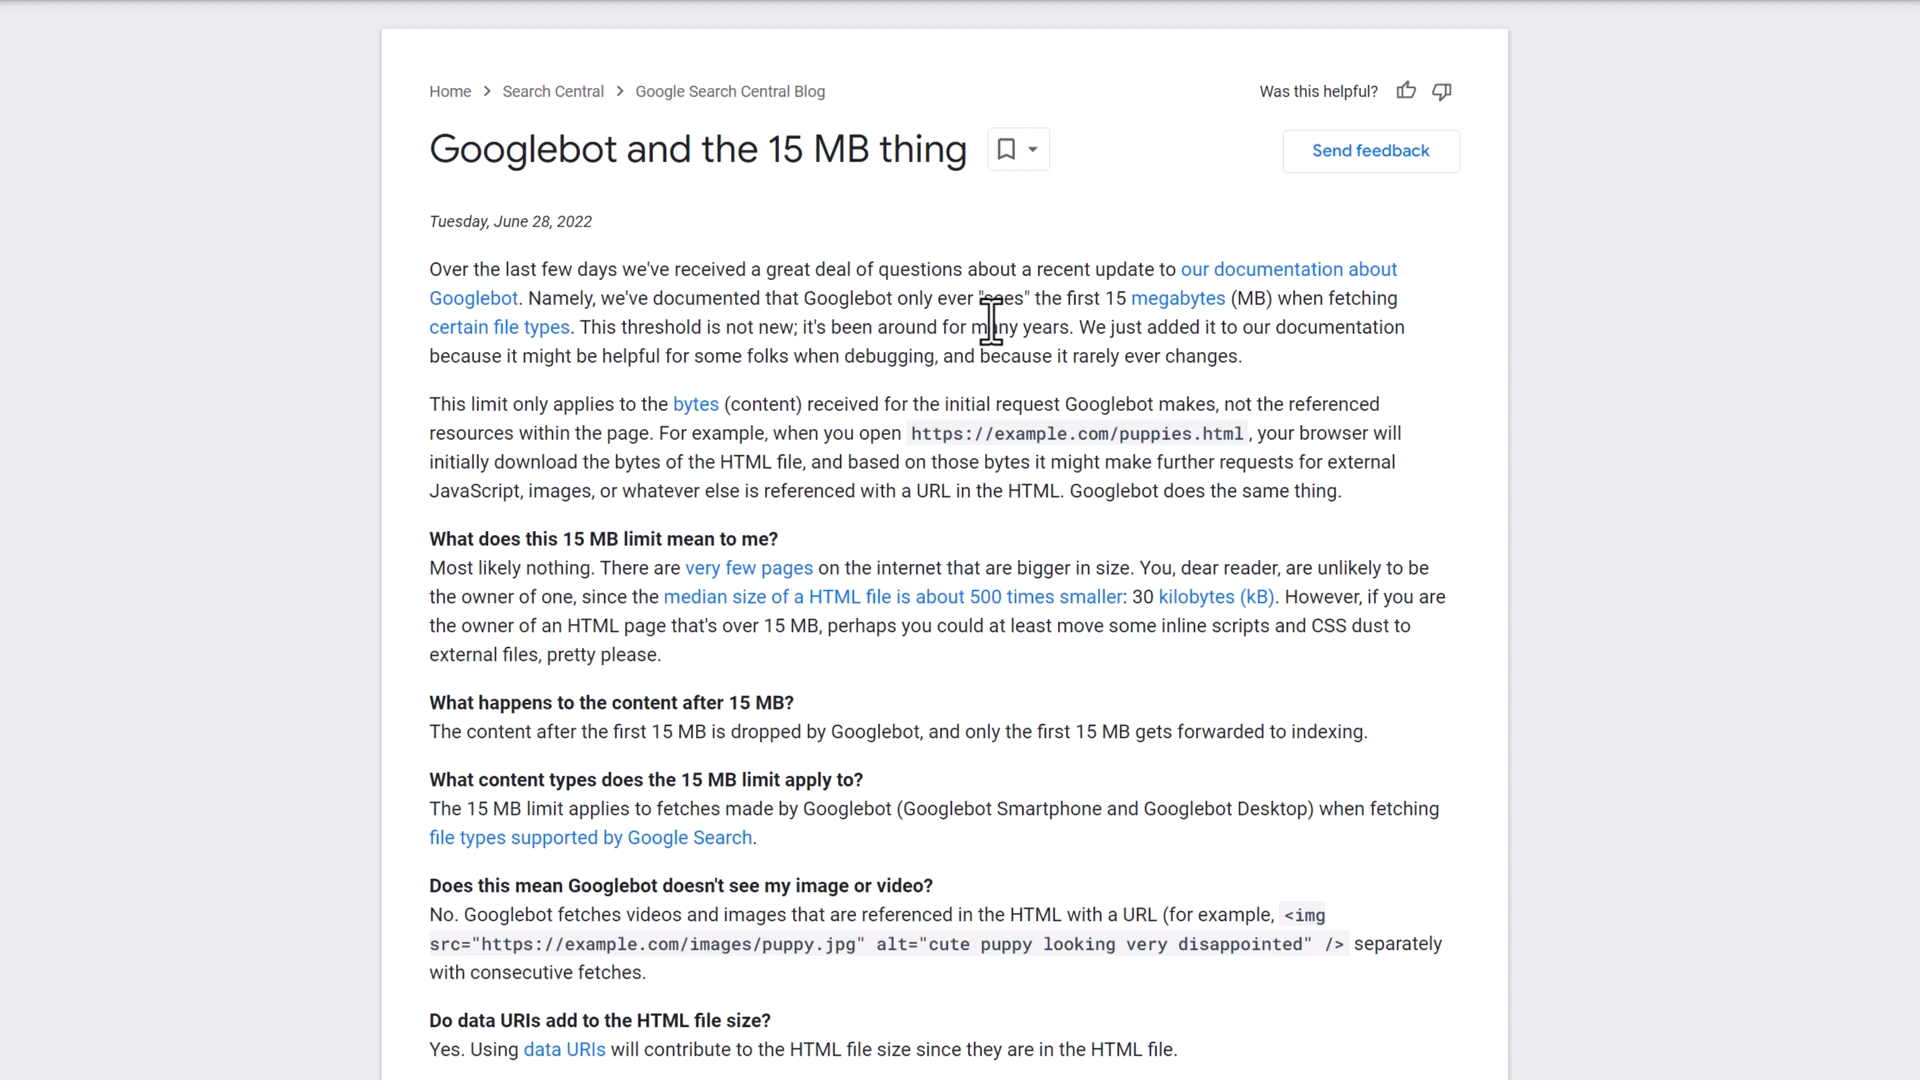 Home > Search Central > Google Search Central Blog
Was this helpful?
Googlebot and the 15 MB thing
Send feedback
Tuesday, June 28, 2022
Over the last few days we've received a great deal of questions about a recent update to our documentation about
Googlebot. Namely, we've documented that Googlebot only ever "sees" the first 15 megabytes (MB) when fetching
certain file types. This threshold is not new; it's been around for many years. We just added it to our documentation
because it might be helpful for some folks when debugging, and because it rarely ever changes.
This limit only applies to the bytes (content) received for the initial request Googlebot makes, not the referenced
resources within the page. For example, when you open https://example.com/puppies.html, your browser will
initially download the bytes of the HTML file, and based on those bytes it might make further requests for external
JavaScript, images, or whatever else is referenced with a URL in the HTML. Googlebot does the same thing.
What does this 15 MB limit mean to me?
Most likely nothing. There are very few pages on the internet that are bigger in size. You, dear reader, are unlikely to be
the owner of one, since the median size of a HTML file is about 500 times smaller: 30 kilobytes (kB). However, if you are
the owner of an HTML page that's over 15 MB, perhaps you could at least move some inline scripts and CSS dust to
external files, pretty please.
What happens to the content after 15 MB?
The content after the first 15 MB is dropped by Googlebot, and only the first 15 MB gets forwarded to indexing.
What content types does the 15 MB limit apply to?
The 15 MB limit applies to fetches made by Googlebot (Googlebot Smartphone and Googlebot Desktop) when fetching
file types supported by Google Search.
Does this mean Googlebot doesn't see my image or video?
No. Googlebot fetches videos and images that are referenced in the HTML with a URL (for example, <img
src="https://example.com/images/puppy.jpg" alt="cute puppy looking very disappointed" /> separately
with consecutive fetches.
Do data URIs add to the HTML file size?
Yes. Using data URIs will contribute to the HTML file size since they are in the HTML file.